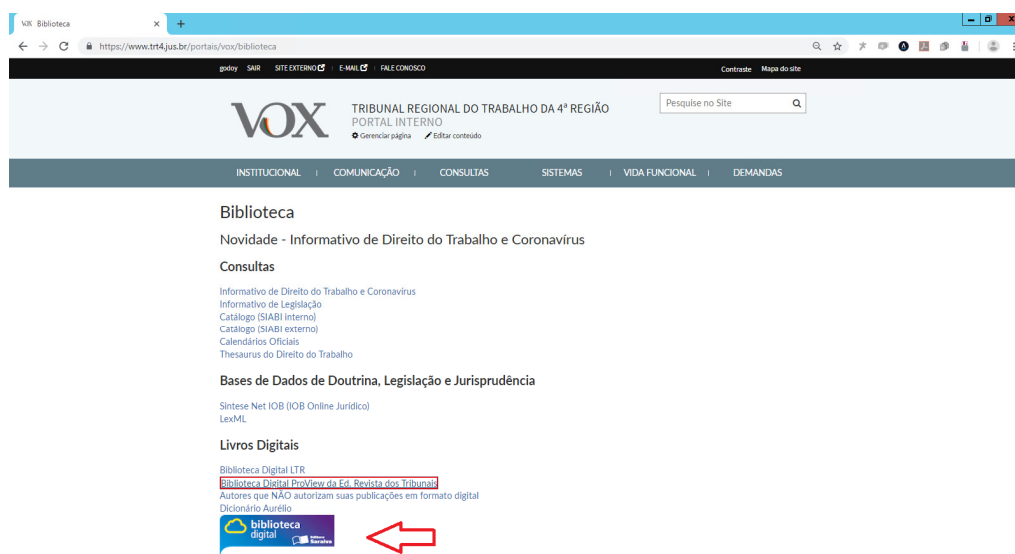 VOX Biblioteca
https://www.trt4.jus.br/portais/vox/biblioteca
godoy SAIR SITE EXTERNO E-MAIL FALE CONOSCO Contraste Mapa do site
VOX
TRIBUNAL REGIONAL DO TRABALHO DA 4ª REGIÃO
PORTAL INTERNO
Gerenciar página Editar conteúdo
Pesquise no Site
INSTITUCIONAL COMUNICAÇÃO CONSULTAS SISTEMAS VIDA FUNCIONAL DEMANDAS
Biblioteca
Novidade - Informativo de Direito do Trabalho e Coronavírus
Consultas
Informativo de Direito do Trabalho e Coronavírus
Informativo de Legislação
Catálogo (SIABI interno)
Catálogo (SIABI externo)
Calendários Oficiais
Thesaurus do Direito do Trabalho
Bases de Dados de Doutrina, Legislação e Jurisprudência
Síntese Net IOB (IOB Online Jurídico)
LexML
Livros Digitais
Biblioteca Digital LTR
Biblioteca Digital ProView da Ed. Revista dos Tribunais
Autores que NÃO autorizam suas publicações em formato digital
Dicionário Aurélio
biblioteca
digital
Editora
Saraiva